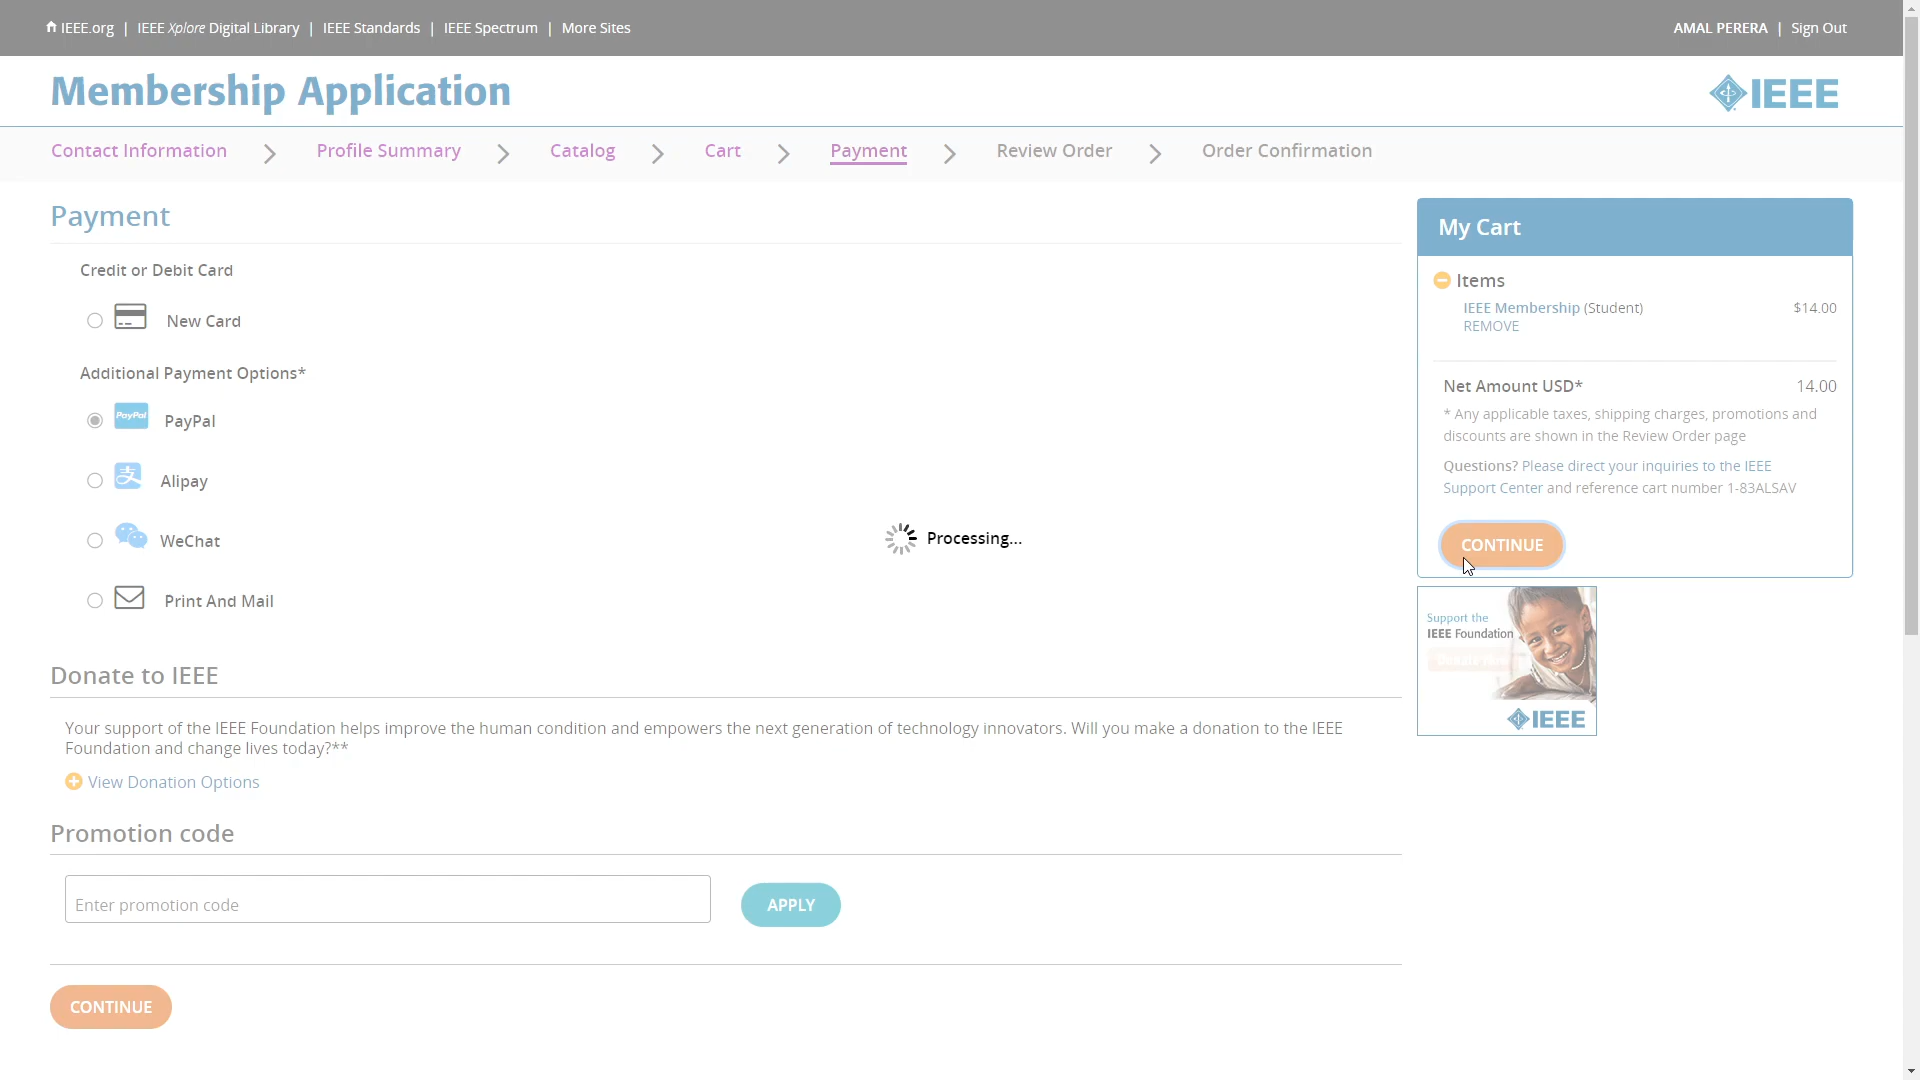 IEEE.org | IEEE Xplore Digital Library | IEEE Standards | IEEE Spectrum | More Sites
AMAL PERERA | Sign Out
Membership Application
IEEE
Contact Information
Profile Summary
Catalog
Cart
Payment
Review Order
Order Confirmation
Payment
Credit or Debit Card
New Card
Additional Payment Options*
PayPal
PayPal
支
Alipay
WeChat
Print And Mail
Processing...
Donate to IEEE
Your support of the IEEE Foundation helps improve the human condition and empowers the next generation of technology innovators. Will you make a donation to the IEEE
Foundation and change lives today?**
View Donation Options
Promotion code
Enter promotion code
APPLY
CONTINUE
My Cart
Items
IEEE Membership (Student) $14.00
REMOVE
Net Amount USD* 14.00
* Any applicable taxes, shipping charges, promotions and
discounts are shown in the Review Order page
Questions? Please direct your inquiries to the IEEE
Support Center and reference cart number 1-83ALSAV
CONTINUE
Support the
IEEE Foundation
IEEE